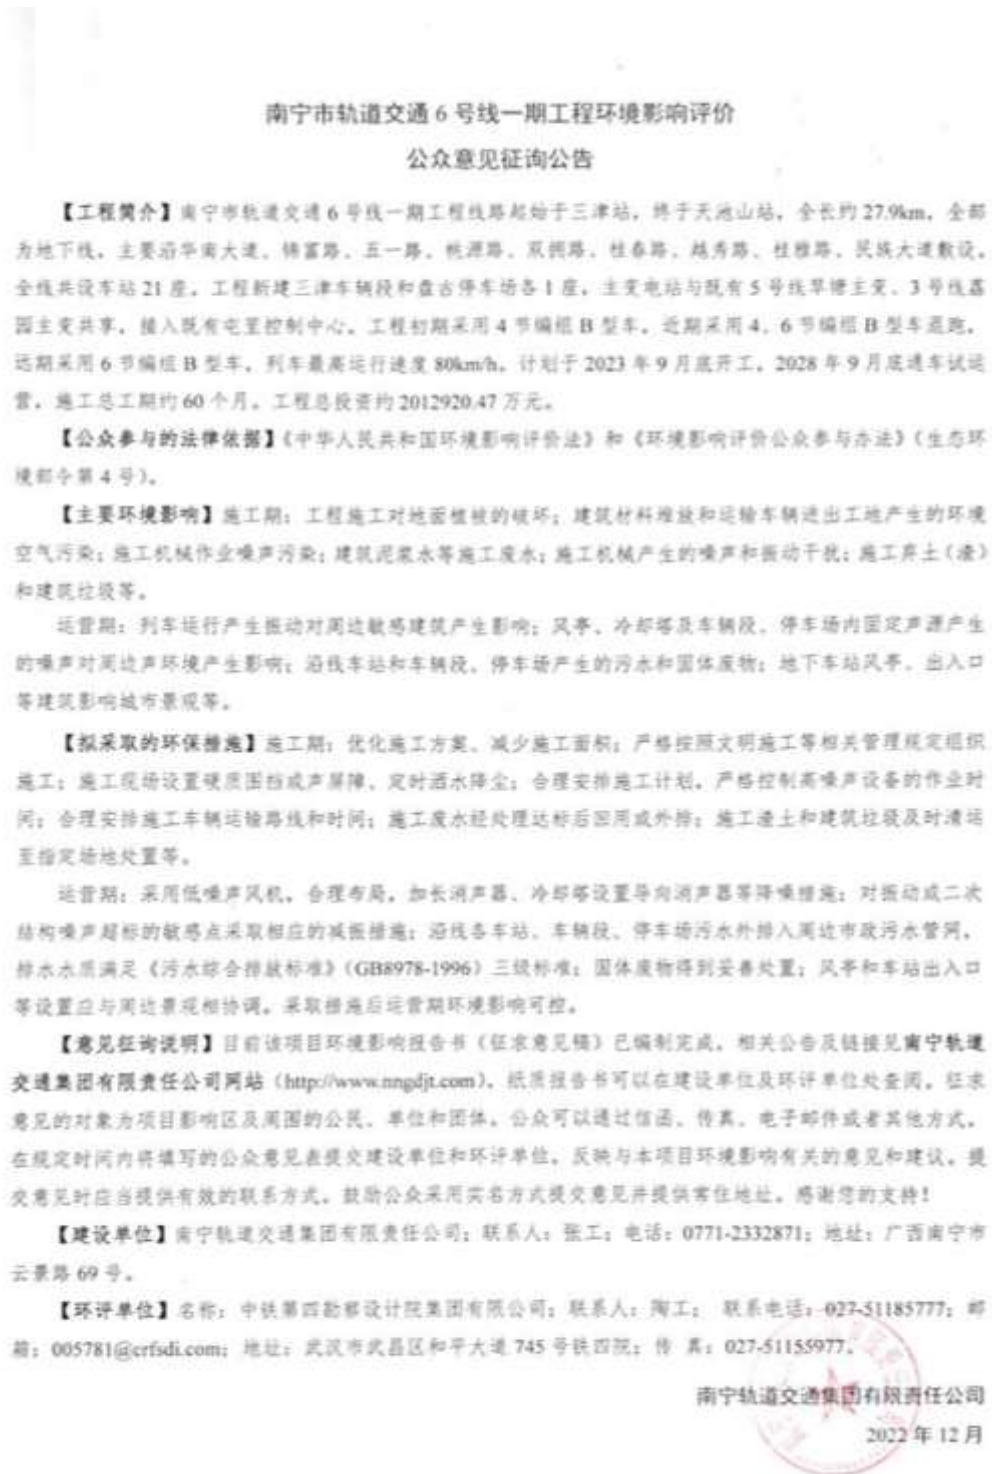 南宁市轨道交通 6 号线一期工程环境影响评价
公众意见征询公告
【工程简介】南宁市轨道交通 6 号线一期工程线路起始于三津站，终于天池山站，全长约 27.9km，全部
为地下线，主要沿华南大道、锦富路、五一路、桃源路、双拥路、桂春路、越秀路、桂雅路、民族大道敷设。
全线共设车站 21 座，工程新建三津车辆段和盘古停车场各 1 座，主变电站与既有 5 号线旱塘主变、3 号线荔
园主变共享，接入既有屯里控制中心。工程初期采用 4 节编组 B 型车，近期采用 4、6 节编组 B 型车混跑，
远期采用 6 节编组 B 型车，列车最高运行速度 80km/h。计划于 2023 年 9 月底开工，2028 年 9 月底通车试运
营，施工总工期约 60 个月。工程总投资约 2012920.47 万元。
【公众参与的法律依据】《中华人民共和国环境影响评价法》和《环境影响评价公众参与办法》（生态环
境部令第 4 号）。
【主要环境影响】施工期：工程施工对地面植被的破坏；建筑材料堆放和运输车辆进出工地产生的环境
空气污染；施工机械作业噪声污染；建筑泥浆水等施工废水；施工机械产生的噪声和振动干扰；施工弃土（渣）
和建筑垃圾等。
运营期：列车运行产生振动对周边敏感建筑产生影响；风亭、冷却塔及车辆段、停车场内固定声源产生
的噪声对周边声环境产生影响；沿线车站和车辆段、停车场产生的污水和固体废物；地下车站风亭、出入口
等建筑影响城市景观等。
【拟采取的环保措施】施工期：优化施工方案、减少施工面积；严格按照文明施工等相关管理规定组织
施工；施工现场设置硬质围挡或声屏障、定时洒水降尘；合理安排施工计划，严格控制高噪声设备的作业时
间；合理安排施工车辆运输路线和时间；施工废水经处理达标后回用或外排；施工渣土和建筑垃圾及时清运
至指定场地处置等。
运营期：采用低噪声风机，合理布局，加长消声器、冷却塔设置导向消声器等降噪措施；对振动或二次
结构噪声超标的敏感点采取相应的减振措施；沿线各车站、车辆段、停车场污水外排入周边市政污水管网，
排水水质满足《污水综合排放标准》（GB8978-1996）三级标准；固体废物得到妥善处置；风亭和车站出入口
等设置应与周边景观相协调。采取措施后运营期环境影响可控。
【意见征询说明】目前该项目环境影响报告书（征求意见稿）已编制完成，相关公告及链接见南宁轨道
交通集团有限责任公司网站（http://www.nngdjt.com），纸质报告书可以在建设单位及环评单位处查阅。征求
意见的对象为项目影响区及周围的公民、单位和团体。公众可以通过信函、传真、电子邮件或者其他方式，
在规定时间内将填写的公众意见表提交建设单位和环评单位，反映与本项目环境影响有关的意见和建议。提
交意见时应当提供有效的联系方式。鼓励公众采用实名方式提交意见并提供常住地址。感谢您的支持！
【建设单位】南宁轨道交通集团有限责任公司；联系人：张工；电话：0771-2332871；地址：广西南宁市
云景路 69 号。
【环评单位】名称：中铁第四勘察设计院集团有限公司；联系人：陶工； 联系电话：027-51185777；邮
箱：005781@crfsdi.com；地址：武汉市武昌区和平大道 745 号铁四院；传 真：027-51155977。
南宁轨道交通集团有限责任公司
2022 年 12 月